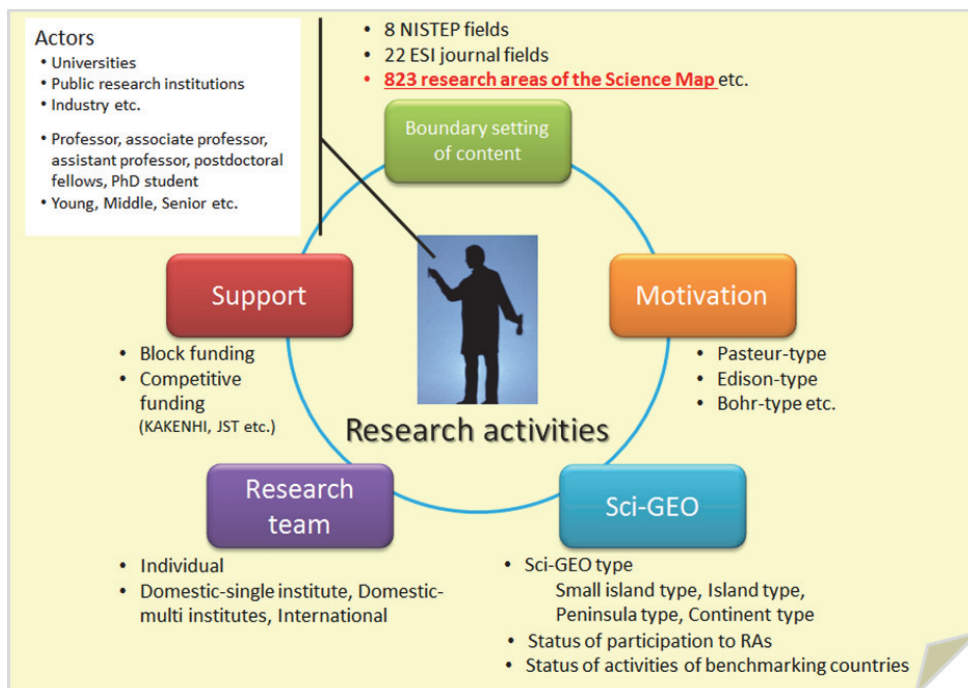 Actors
• Universities
• Public research institutions
• Industry etc.
• Professor, associate professor,
assistant professor, postdoctoral
fellows, PhD student
• Young, Middle, Senior etc.
• 8 NISTEP fields
• 22 ESI journal fields
• 823 research areas of the Science Map etc.
Boundary setting
of content
Support
• Block funding
• Competitive
funding
(KAKENHI, JST etc.)
Motivation
• Pasteur-type
• Edison-type
• Bohr-type etc.
Research activities
Research
team
• Individual
• Domestic-single institute, Domestic-
multi institutes, International
Sci-GEO
• Sci-GEO type
Small island type, Island type,
Peninsula type, Continent type
• Status of participation to RAs
• Status of activities of benchmarking countries